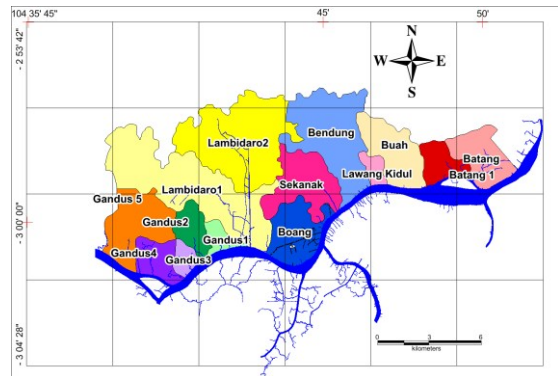 104 35' 45"
45'
50'
- 2 53' 42"
N
W E
S
Bendung
Buah
Lambidaro2
Batang
Lawang Kidul
Batang 1
Sekanak
Lambidaro1
Gandus 5
Gandus2
Boang
Gandus1
- 3 00' 00"
Gandus4
Gandus3
0 3 6
kilometers
- 3 04' 28"